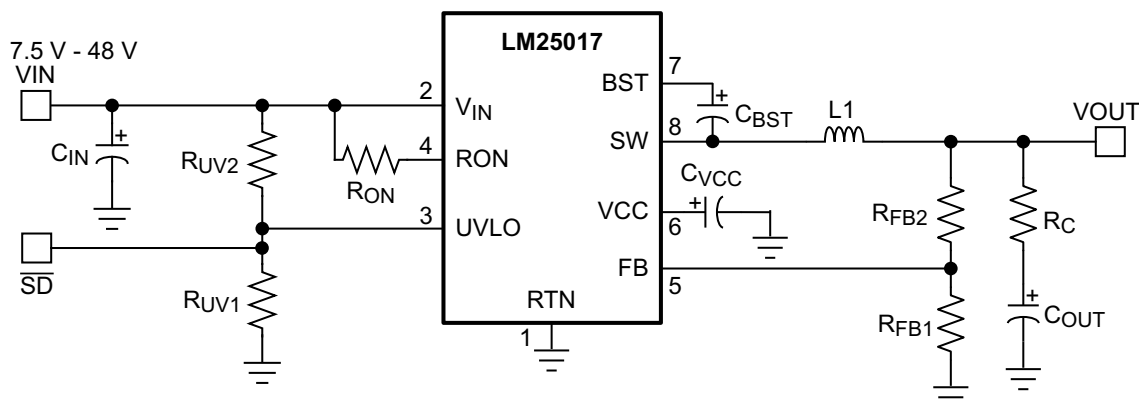 7.5 V - 48 V
VIN
LM25017
2
VIN
BST
7
CBST
L1
VOUT
CIN
RUV2
4
RON
RON
SW
8
3
UVLO
VCC
6
CVCC
RFB2
RC
SD
FB
5
RUV1
RTN
1
RFB1
COUT